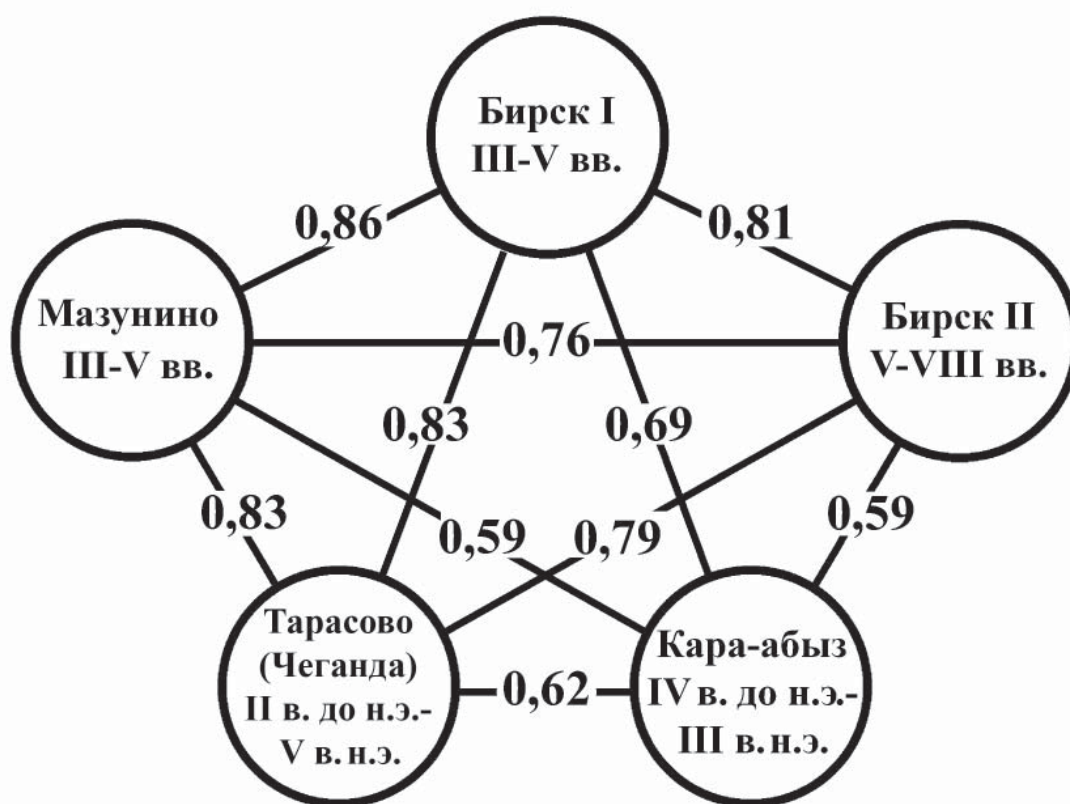 Бирск I
III-V вв.
0,86
0,81
Мазунино
III-V вв.
0,76
Бирск II
V-VIII вв.
0,83
0,69
0,83
0,59
0,79
0,59
Тарасово
(Чеганда)
II в. до н.э.-
V в. н.э.
0,62
Кара-абыз
IV в. до н.э.-
III в. н.э.